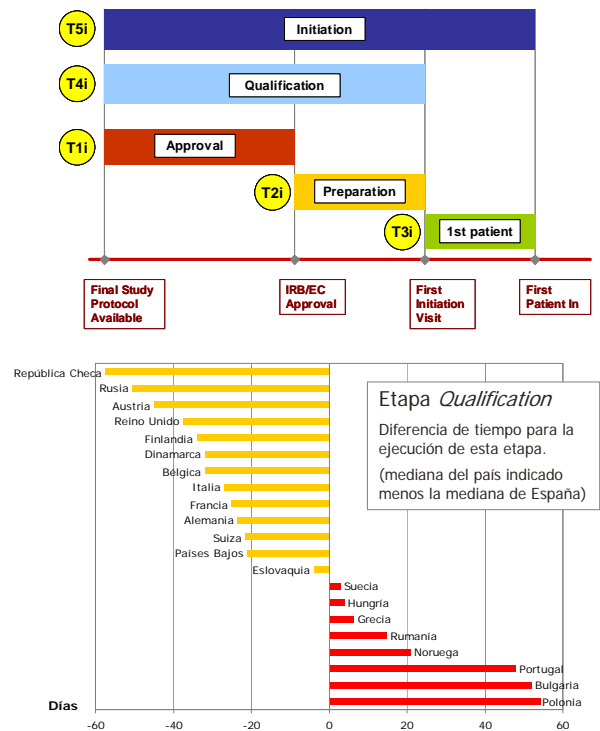 T5i
Initiation
T4i
Qualification
T1i
Approval
T2i
Preparation
T3i
1st patient
Final Study
Protocol
Available
IRB/EC
Approval
First
Initiation
Visit
First
Patient In
República Checa
Rusia
Austria
Reino Unido
Finlandia
Dinamarca
Bélgica
Italia
Francia
Alemania
Suiza
Países Bajos
Eslovaquia
Suecia
Hungría
Grecia
Rumanía
Noruega
Portugal
Bulgaria
Polonia
Etapa Qualification
Diferencia de tiempo para la
ejecución de esta etapa.
(mediana del país indicado
menos la mediana de España)
Días
-60 -40 -20 0 20 40 60